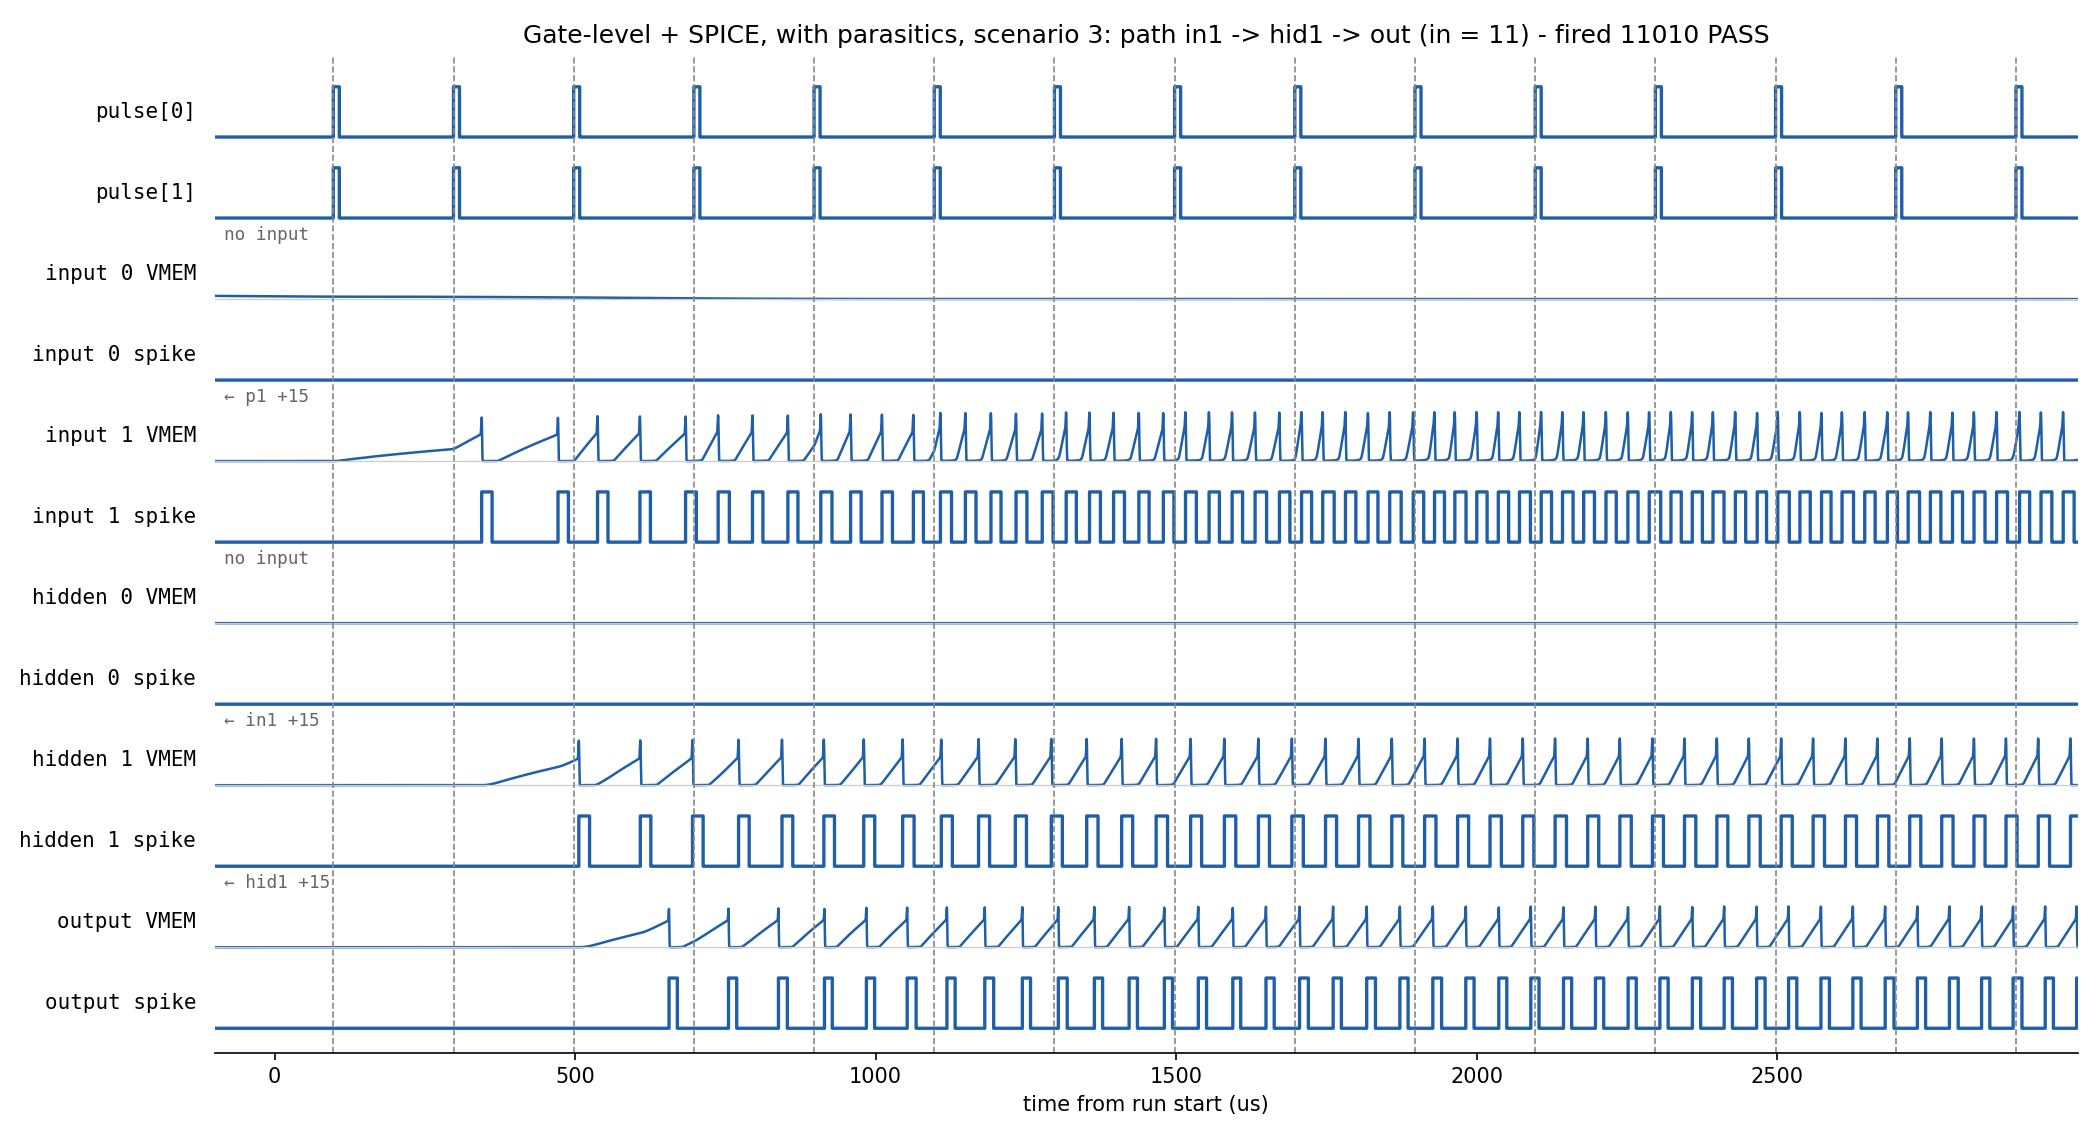 Gate-level + SPICE, with parasitics, scenario 3: path in1 -> hid1 -> out (in = 11) - fired 11010 PASS
pulse[0]
pulse[1]
no input
input 0 VMEM
input 0 spike
← p1 +15
input 1 VMEM
input 1 spike
no input
hidden 0 VMEM
hidden 0 spike
← in1 +15
hidden 1 VMEM
hidden 1 spike
← hid1 +15
output VMEM
output spike
0 500 1000 1500 2000 2500
time from run start (us)